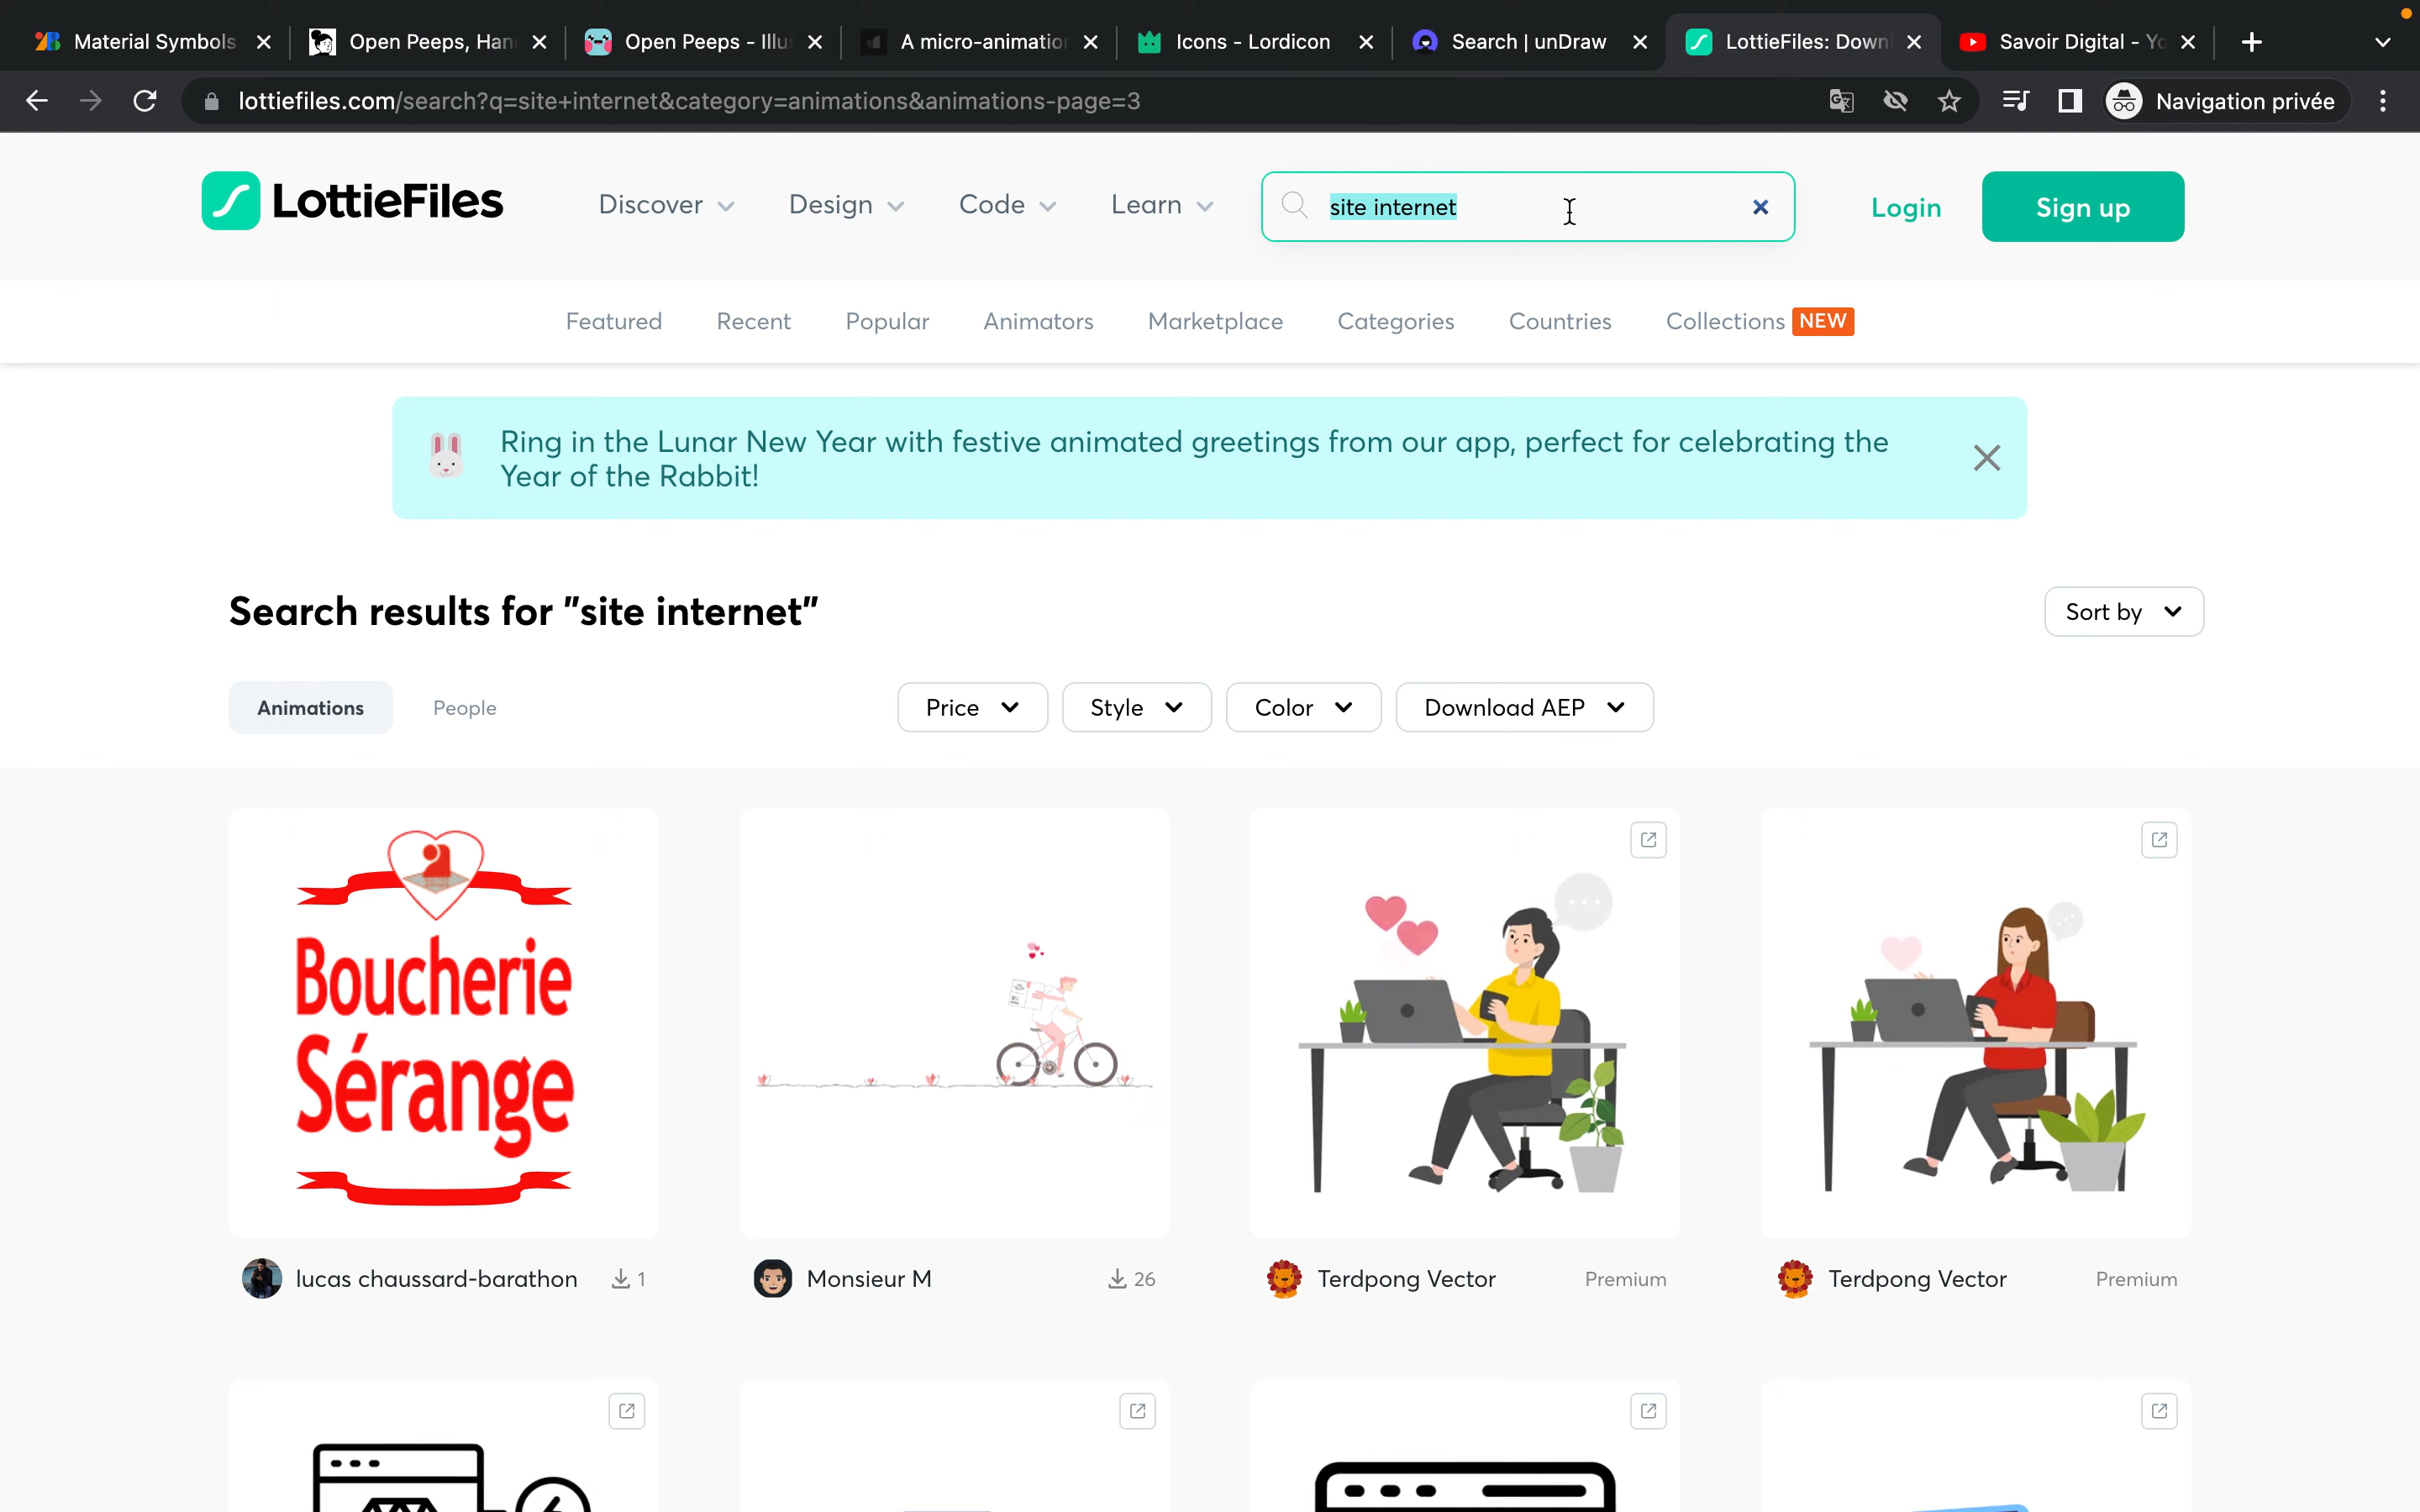 Material Symbols
Open Peeps, Han
Open Peeps - Illus
A micro-animation
Icons - Lordicon
Search | unDraw
LottieFiles: Downl
Savoir Digital - Yo
lottiefiles.com/search?q=site+internet&category=animations&animations-page=3
Navigation privée
LottieFiles
Discover
Design
Code
Learn
site internet
Login
Sign up
Featured
Recent
Popular
Animators
Marketplace
Categories
Countries
Collections NEW
Ring in the Lunar New Year with festive animated greetings from our app, perfect for celebrating the
Year of the Rabbit!
Search results for "site internet"
Sort by
Animations
People
Price
Style
Color
Download AEP
Boucherie
Sérange
lucas chaussard-barathon
1
Monsieur M
26
Terdpong Vector
Premium
Terdpong Vector
Premium